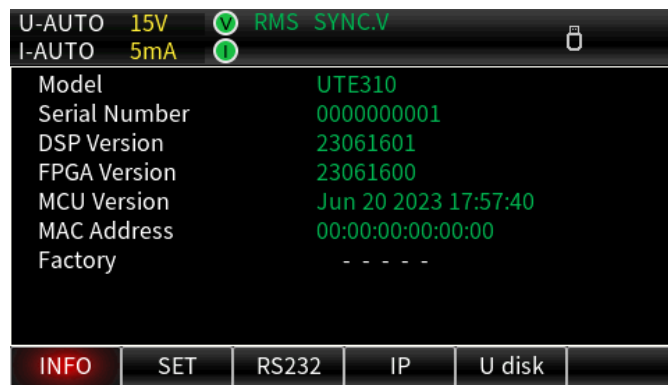 U-AUTO 15V V RMS SYNC.V
I-AUTO 5mA I
Model UTE310
Serial Number 0000000001
DSP Version 23061601
FPGA Version 23061600
MCU Version Jun 20 2023 17:57:40
MAC Address 00:00:00:00:00:00
Factory - - - - -
INFO SET RS232 IP U disk